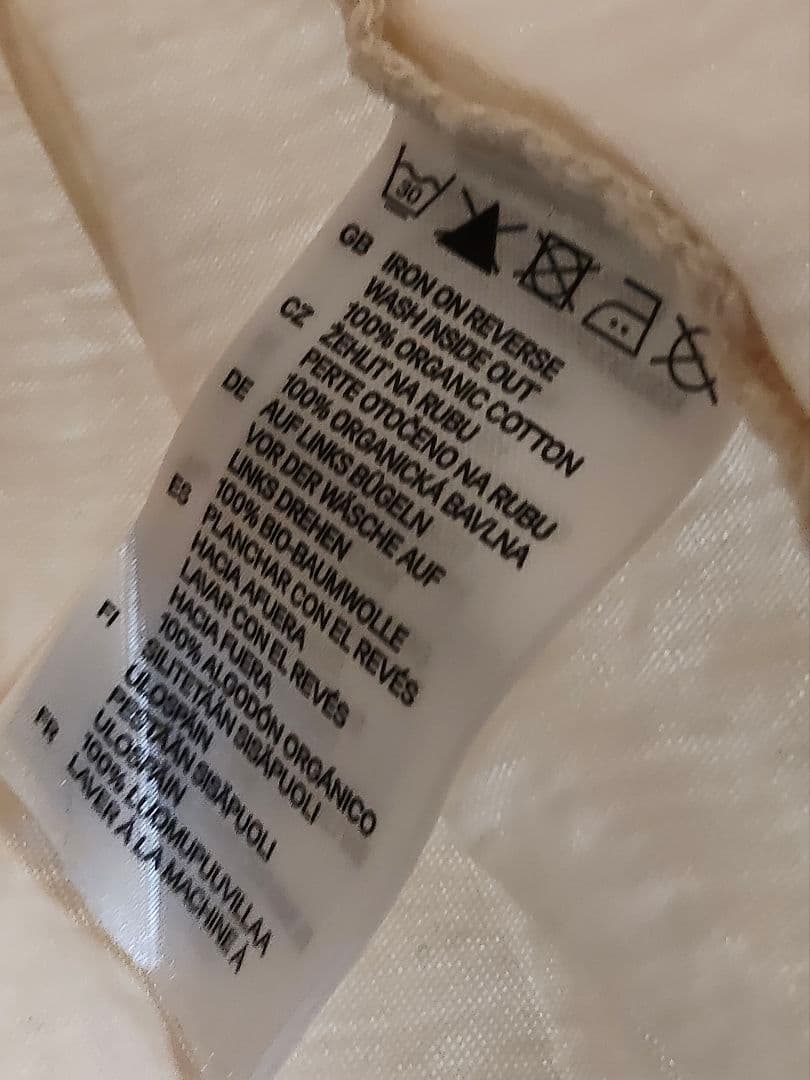 30
GB IRON ON REVERSE
WASH INSIDE OUT
100% ORGANIC COTTON
CZ ŽEHLIT NA RUBU
PERTE OTOČENO NA RUBU
100% ORGANICKÁ BAVLNA
DE AUF LINKS BÜGELN
VOR DER WÄSCHE AUF
LINKS DREHEN
100% BIO-BAUMWOLLE
ES PLANCHAR CON EL REVÉS
HACIA AFUERA
LAVAR CON EL REVÉS
HACIA FUERA
100% ALGODÓN ORGÁNICO
FI SILITETÄÄN SISÄPUOLI
ULOSPÄIN
PESTÄÄN SISÄPUOLI
ULOSPÄIN
100% LUOMUPUUVILLAA
FR LAVER À LA MACHINE À